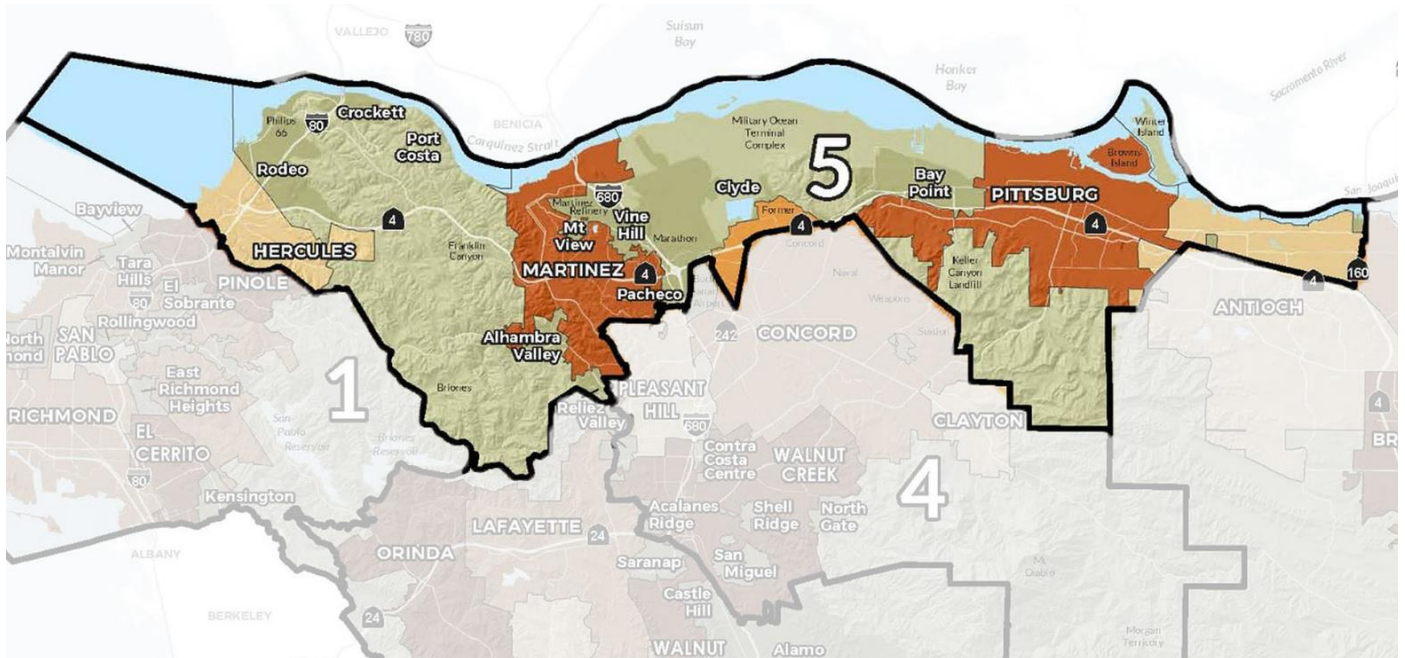 VALLEJO
780
Suisun
Bay
Honker
Bay
Sacramento River
Philips
66
80
Crockett
Port
Costa
BENICIA
Carquinez Strait
Military Ocean
Terminal
Complex
5
Winter
Island
Browns
Island
Rodeo
Bayview
4
HERCULES
Franklin
Canyon
Martinez
Refinery
680
Mt
View
Vine
Hill
Marathon
MARTINEZ
4
Pacheco
Clyde
Former
4
Concord
Naval
Weapons
Bay
Point
PITTSBURG
4
Keller
Canyon
Landfill
San Joaquin
160
4
ANTIOCH
Montalvin
Manor
Tara
Hills
80
PINOLE
El
Sobrante
Rollingwood
North
mond
SAN
PABLO
East
Richmond
Heights
RICHMOND
EL
CERRITO
80
1
San
Pablo
Reservoir
Briones
Reservoir
Briones
Alhambra
Valley
Reliez
Valley
PLEASANT
HILL
680
242
CONCORD
CLAYTON
Contra
Costa
Centre
WALNUT
CREEK
4
4
BR
Kensington
ALBANY
BERKELEY
LAFAYETTE
24
ORINDA
24
Acalanes
Ridge
Shell
Ridge
North
Gate
Saranap
San
Miguel
Castle
Hill
WALNUT
Alamo
Mt
Diablo
Morgan
Territory